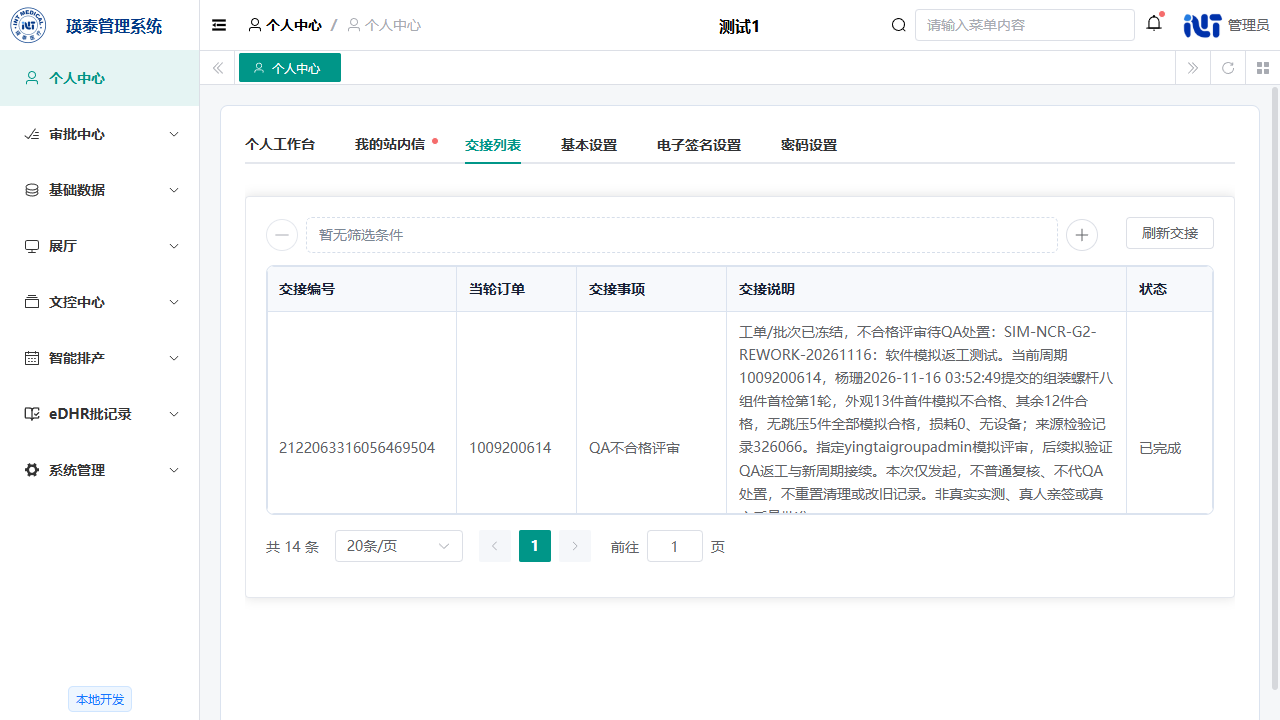 瑛泰管理系统
个人中心 / 个人中心
测试1
请输入菜单内容
管理员
个人中心
审批中心
基础数据
展厅
文控中心
智能排产
eDHR批记录
系统管理
本地开发
个人中心
个人工作台
我的站内信
交接列表
基本设置
电子签名设置
密码设置
暂无筛选条件
刷新交接
交接编号
当轮订单
交接事项
交接说明
状态
2122063316056469504
1009200614
QA不合格评审
工单/批次已冻结，不合格评审待QA处置：SIM-NCR-G2-
REWORK-20261116：软件模拟返工测试。当前周期
1009200614，杨珊2026-11-16 03:52:49提交的组装螺杆八
组件首检第1轮，外观13件首件模拟不合格、其余12件合
格，无跳压5件全部模拟合格，损耗0、无设备；来源检验记
录326066。指定yingtaigroupadmin模拟评审，后续拟验证
QA返工与新周期接续。本次仅发起，不普通复核、不代QA
处置，不重置清理或改旧记录。非真实实测、真人亲签或真
已完成
共 14 条
20条/页
1
前往
1
页